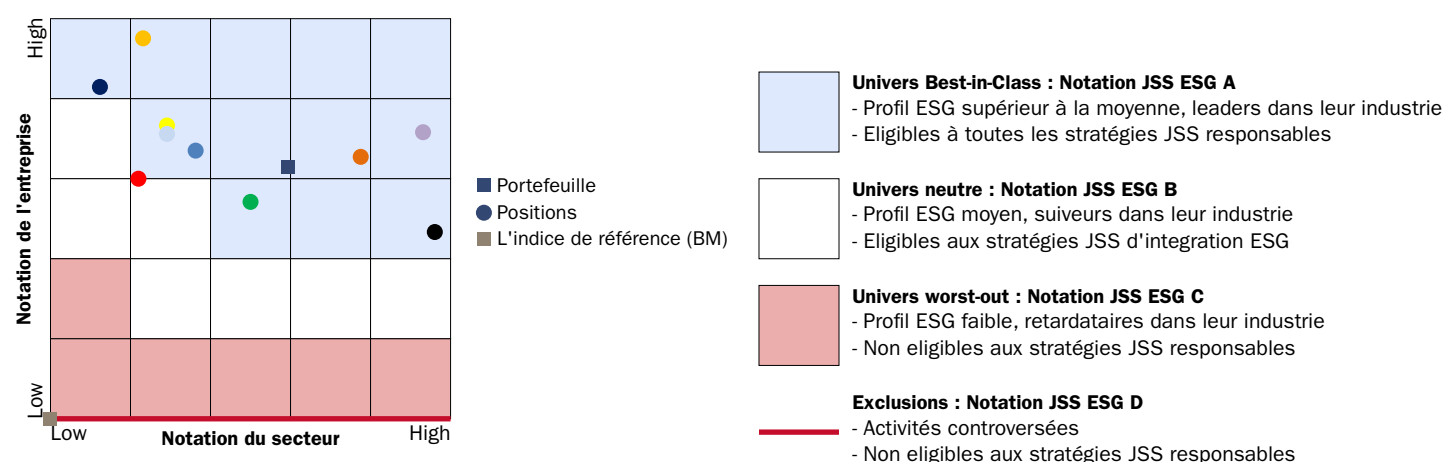 High
Notation de l'entreprise
Low
Low
Notation du secteur
High
Portefeuille
Positions
L'indice de référence (BM)
Univers Best-in-Class : Notation JSS ESG A
- Profil ESG supérieur à la moyenne, leaders dans leur industrie
- Eligibles à toutes les stratégies JSS responsables
Univers neutre : Notation JSS ESG B
- Profil ESG moyen, suiveurs dans leur industrie
- Eligibles aux stratégies JSS d'integration ESG
Univers worst-out : Notation JSS ESG C
- Profil ESG faible, retardataires dans leur industrie
- Non eligibles aux stratégies JSS responsables
Exclusions : Notation JSS ESG D
- Activités controversées
- Non eligibles aux stratégies JSS responsables